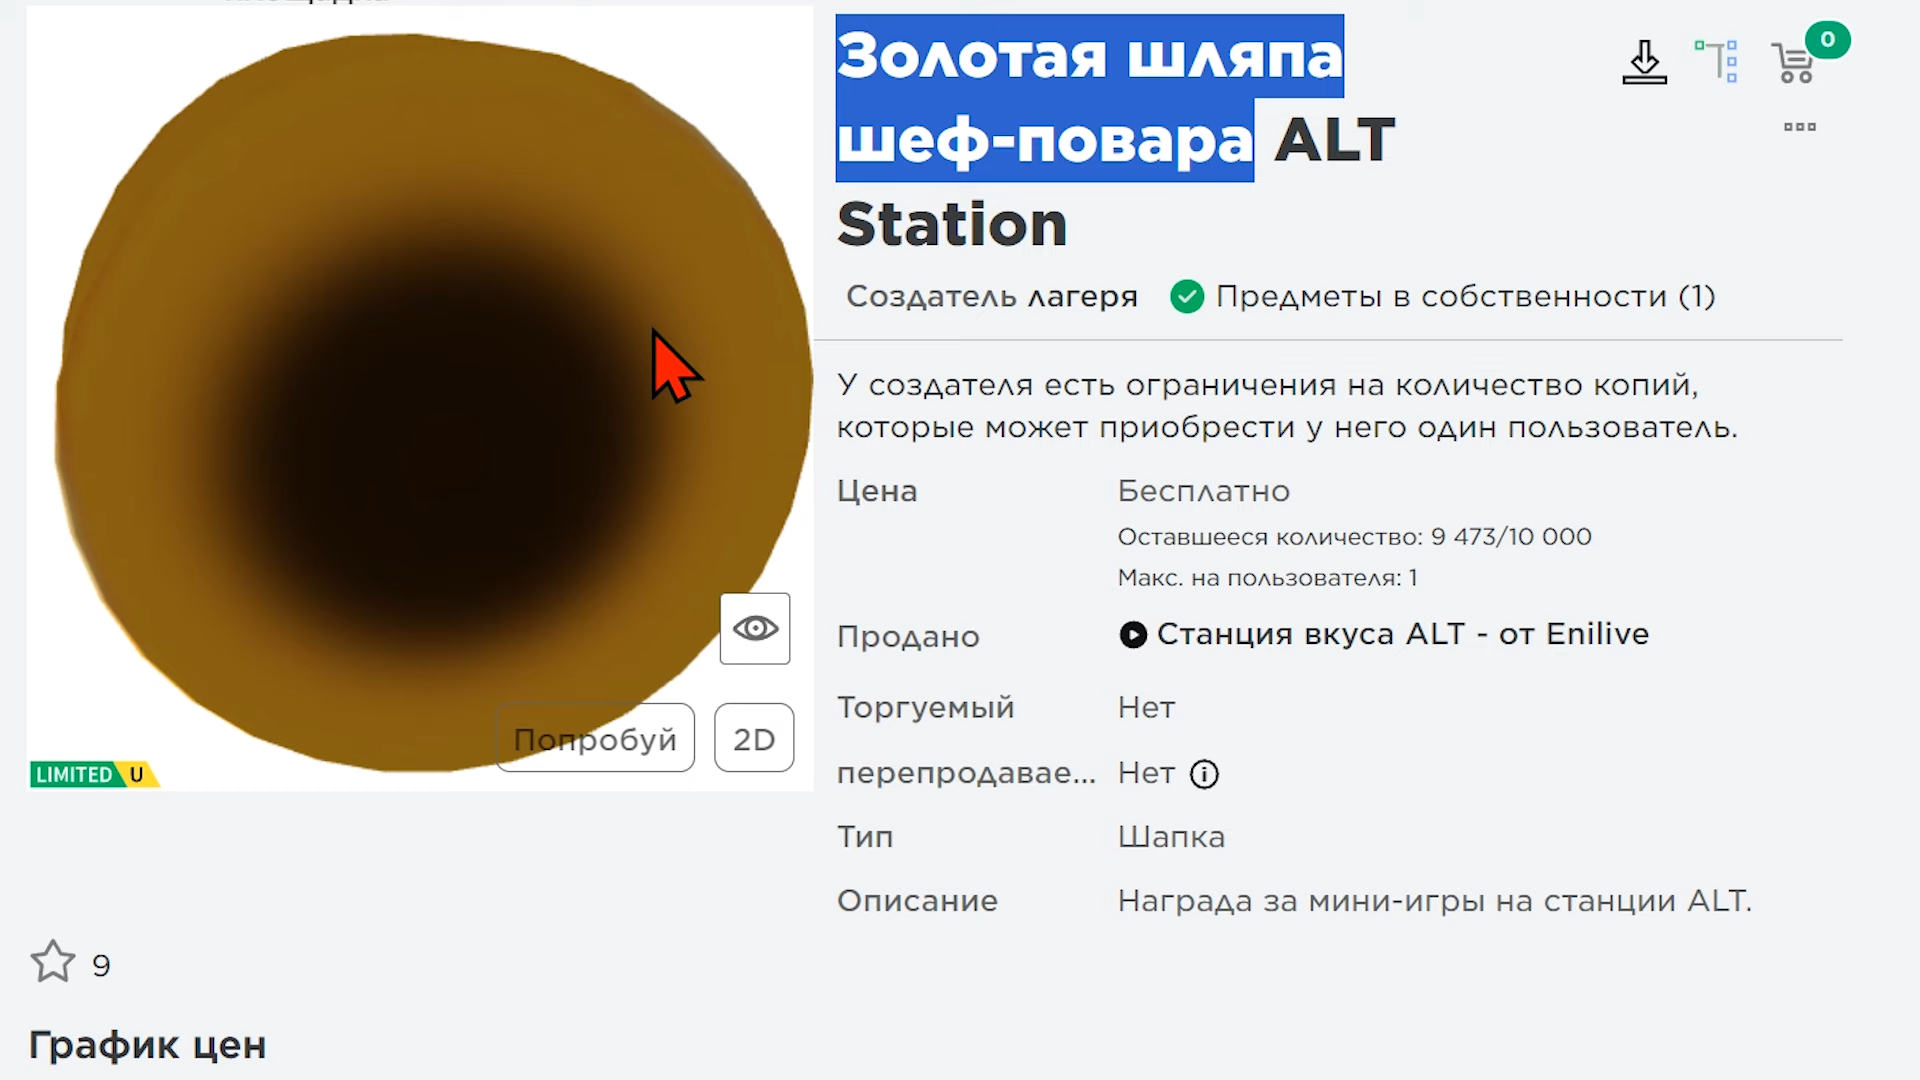 Золотая шляпа
шеф-повара ALT
Station
0
Создатель лагеря
Предметы в собственности (1)
У создателя есть ограничения на количество копий,
которые может приобрести у него один пользователь.
Цена
Бесплатно
Оставшееся количество: 9 473/10 000
Макс. на пользователя: 1
Продано
Станция вкуса ALT - от Enilive
Торгуемый
Нет
перепродавае...
Нет
Тип
Шапка
Описание
Награда за мини-игры на станции ALT.
Попробуй
2D
LIMITED U
9
График цен